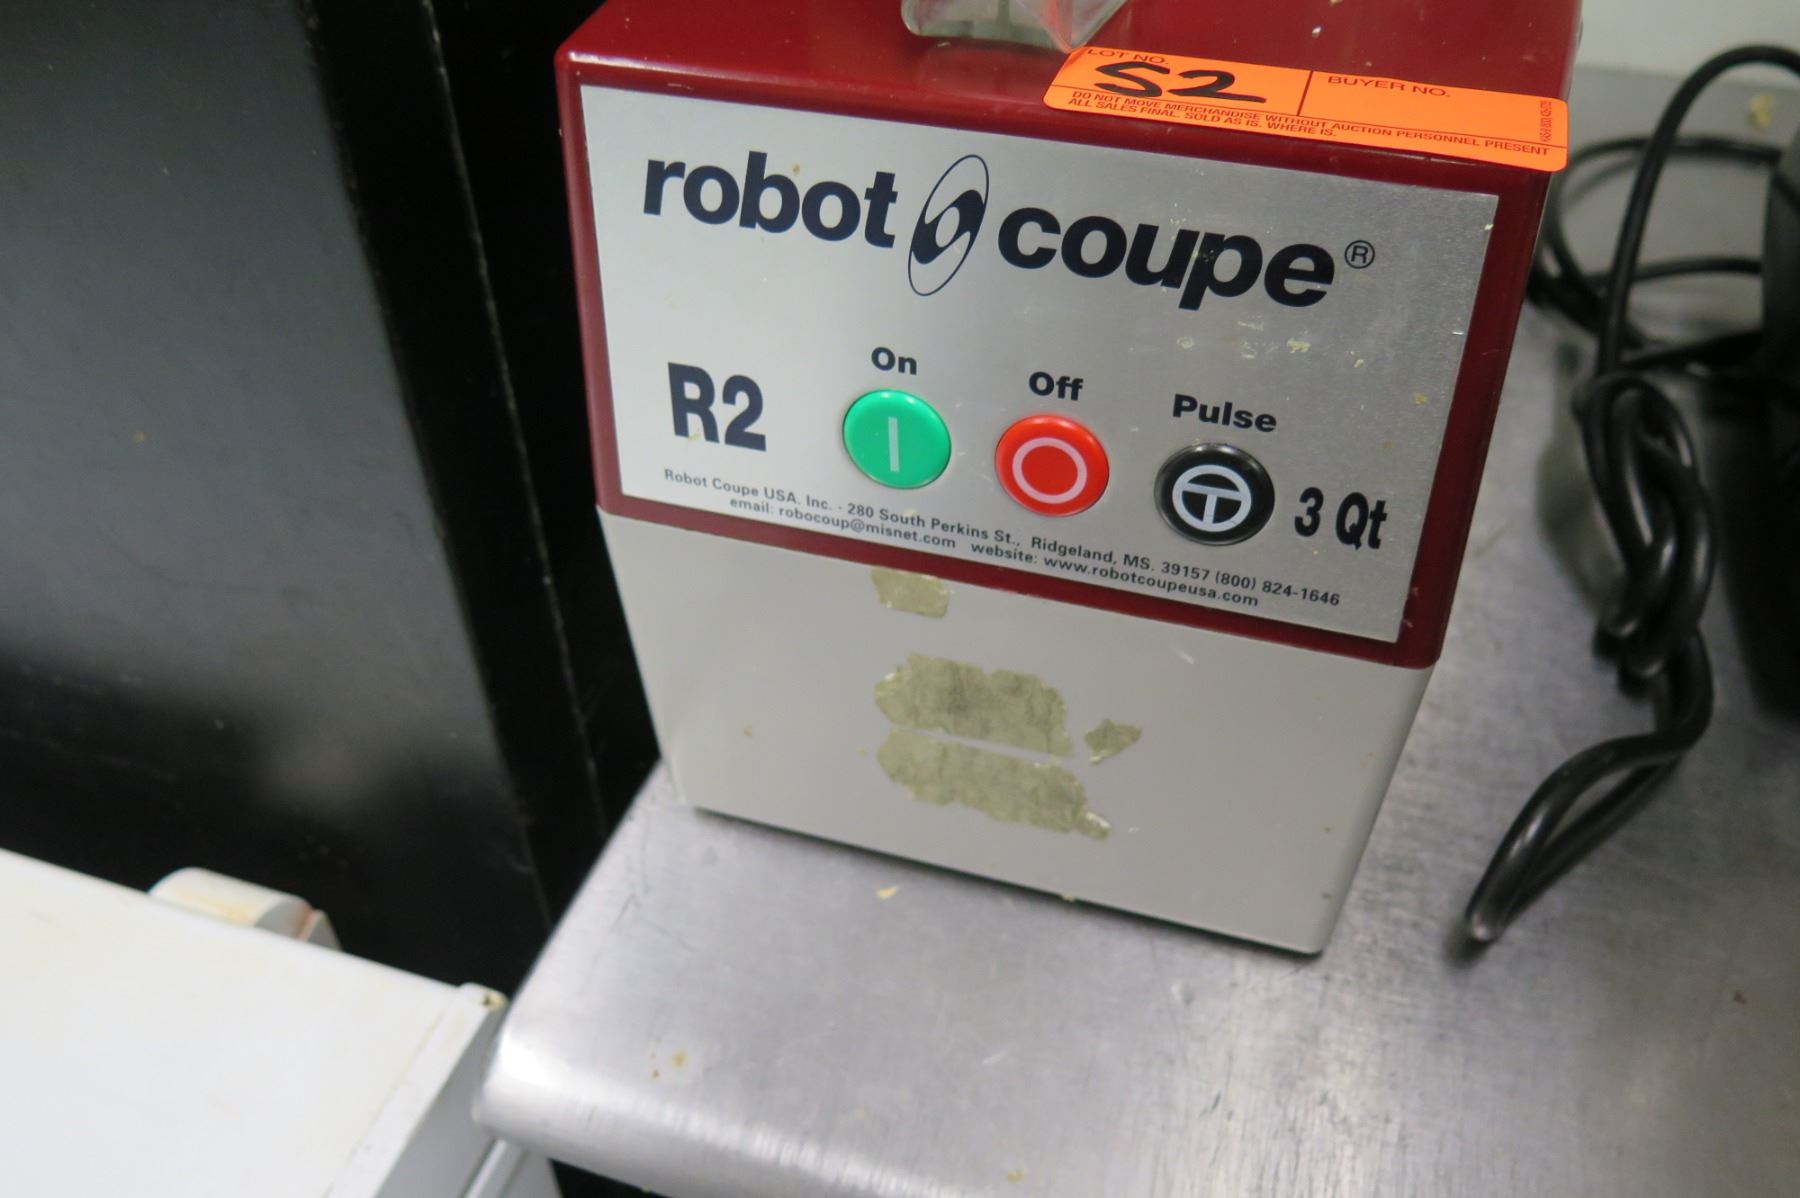 LOT NO.
52
BUYER NO.
DO NOT MOVE MERCHANDISE WITHOUT AUCTION PERSONNEL PRESENT
ALL SALES FINAL. SOLD AS IS. WHERE IS.
robot coupe®
R2
On
Off
Pulse
3 Qt
Robot Coupe USA. Inc. - 280 South Perkins St., Ridgeland, MS. 39157 (800) 824-1646
email: robocoup@misnet.com website: www.robotcoupeusa.com